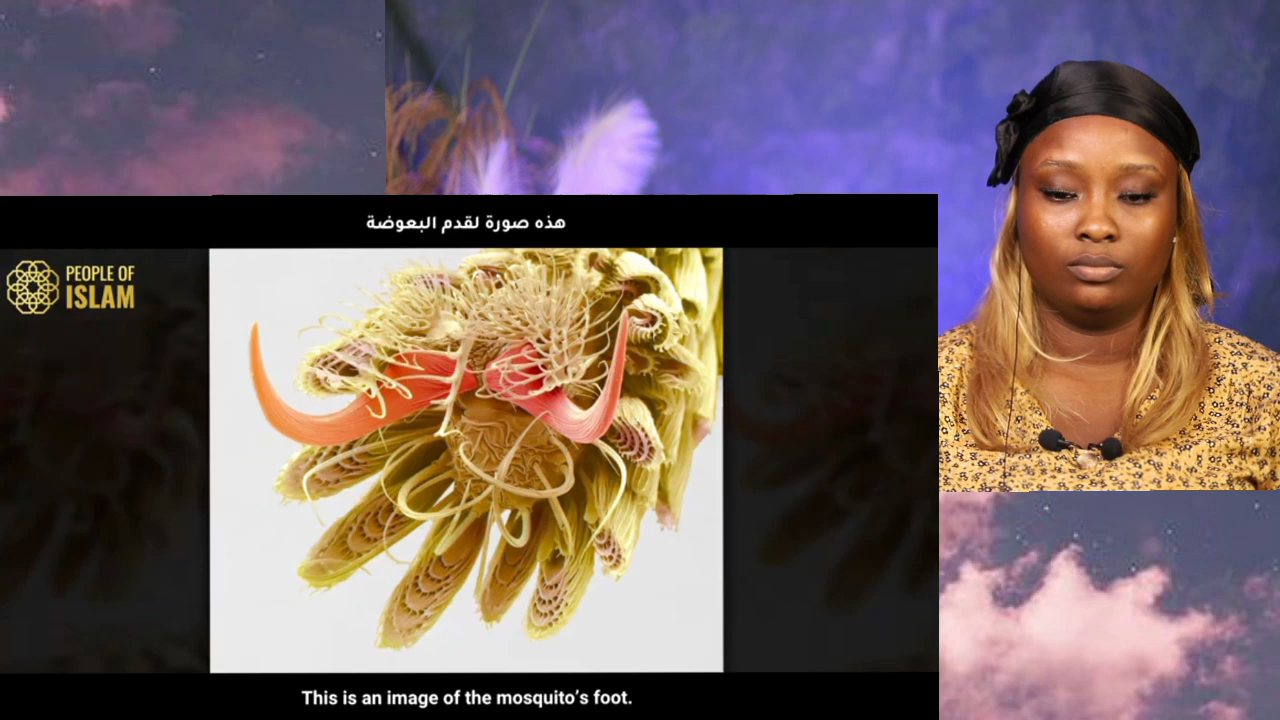 هذه صورة لقدم البعوضة
PEOPLE OF
ISLAM
This is an image of the mosquito’s foot.